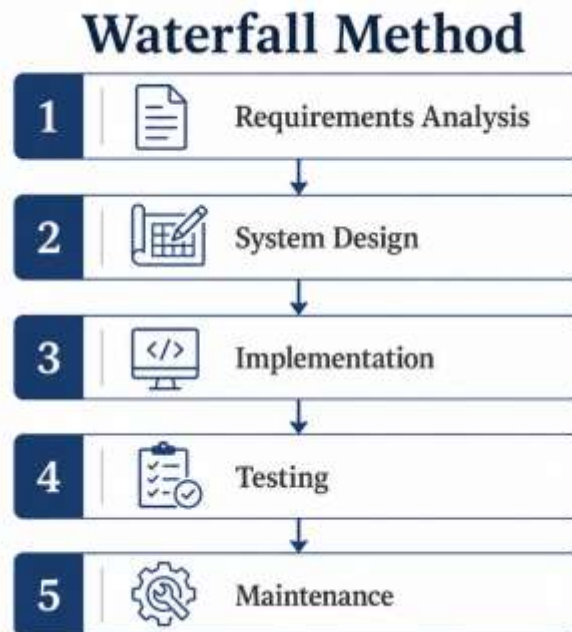 Waterfall Method
1 Requirements Analysis
2 System Design
3 </> Implementation
4 Testing
5 Maintenance